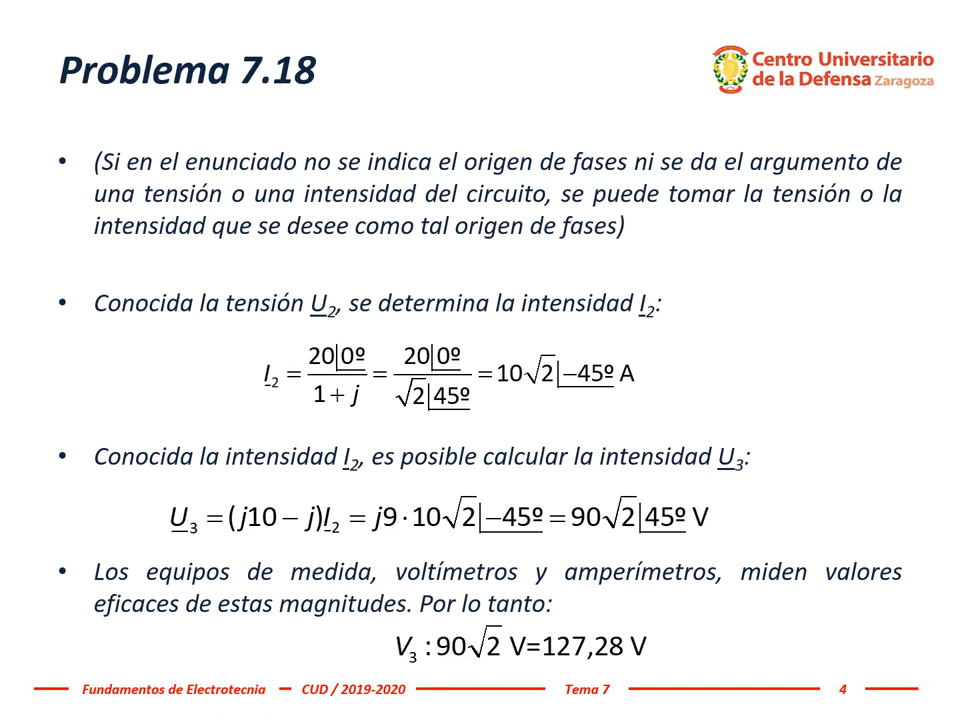 Problema 7.18
Centro Universitario
de la Defensa Zaragoza
• (Si en el enunciado no se indica el origen de fases ni se da el argumento de
una tensión o una intensidad del circuito, se puede tomar la tensión o la
intensidad que se desee como tal origen de fases)
• Conocida la tensión U2, se determina la intensidad I2:
I2 = 20|0º / 1 + j = 20|0º / √2|45º = 10√2|−45º A
• Conocida la intensidad I2, es posible calcular la intensidad U3:
U3 = (j10 − j)I2 = j9·10√2|−45º = 90√2|45º V
• Los equipos de medida, voltímetros y amperímetros, miden valores
eficaces de estas magnitudes. Por lo tanto:
V3 : 90√2 V=127,28 V
Fundamentos de Electrotecnia CUD / 2019-2020 Tema 7 4